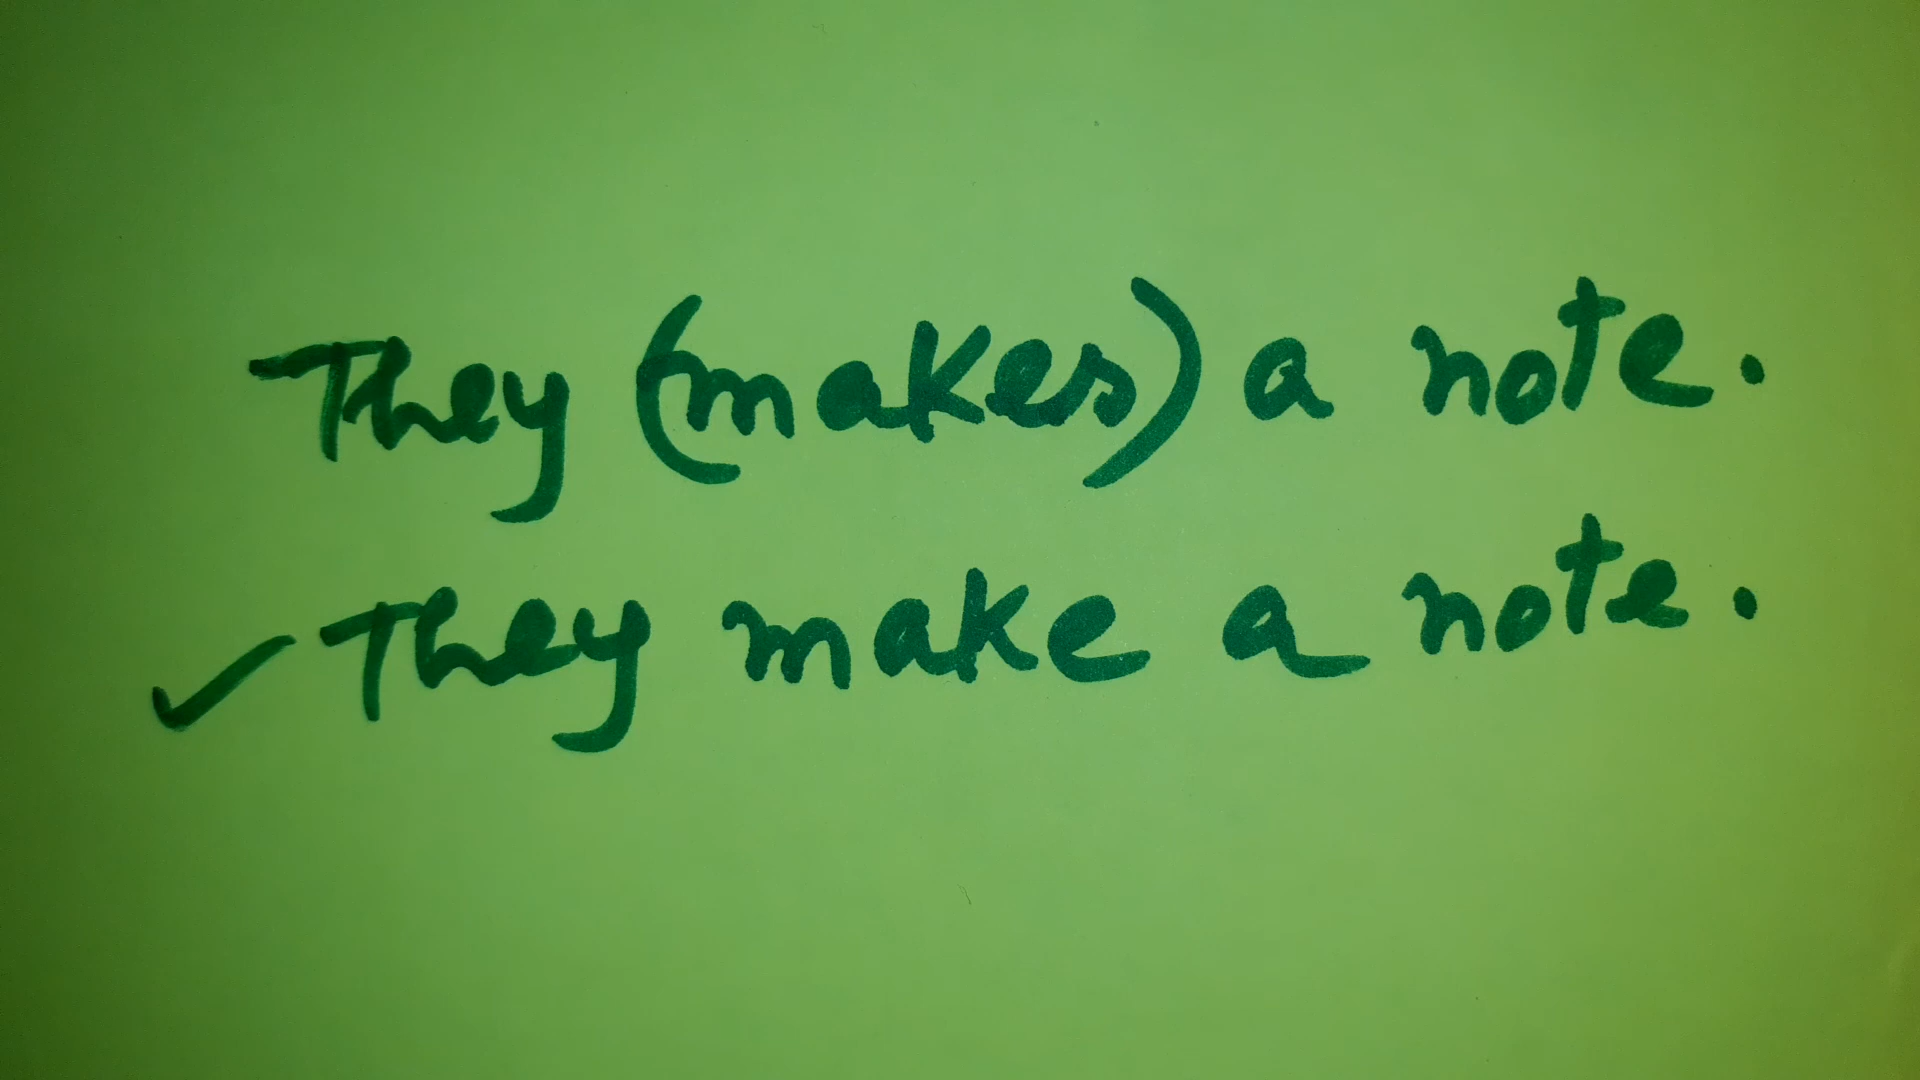 They (makes) a note.
✓ They make a note.